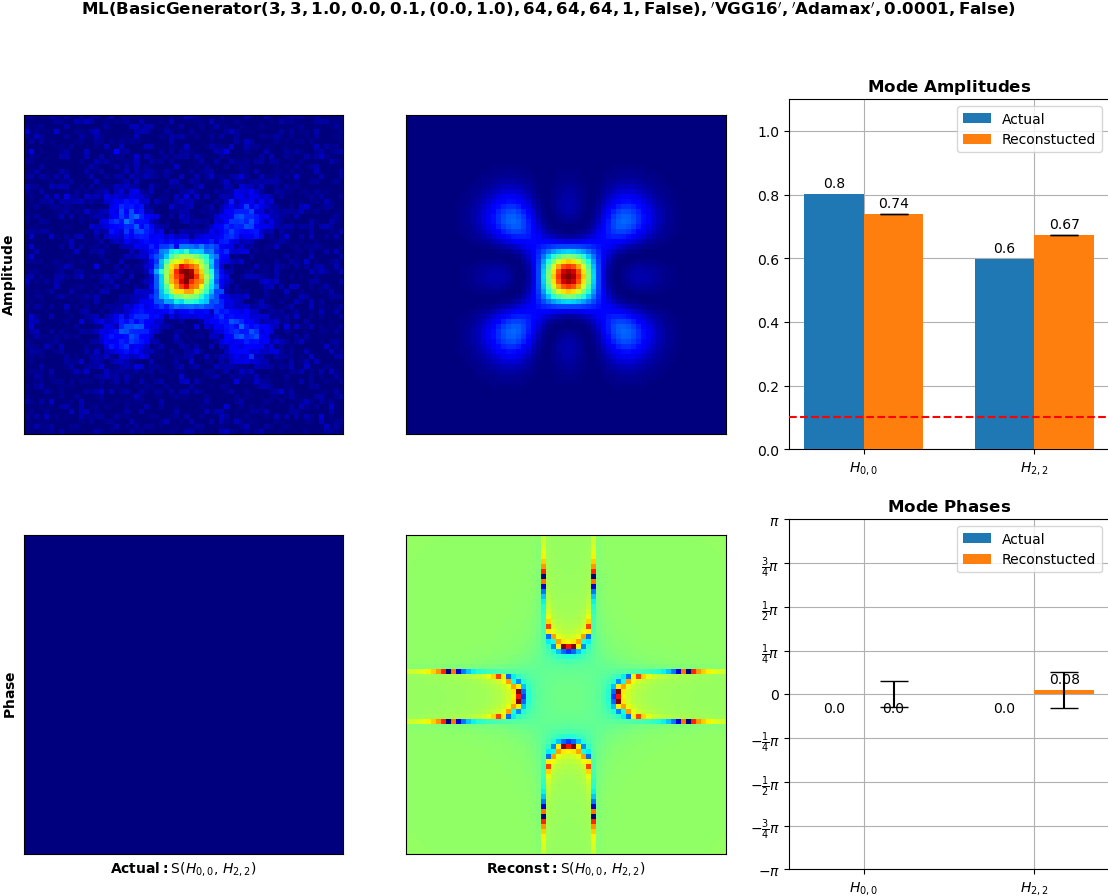 ML(BasicGenerator(3, 3, 1.0, 0.0, 0.1, (0.0, 1.0), 64, 64, 64, 1, False), ′VGG16′, ′Adamax′, 0.0001, False)
Amplitude
Mode Amplitudes
Actual
Reconstucted
1.0
0.8
0.6
0.4
0.2
0.0
0.8
0.74
0.6
0.67
H0,0
H2,2
Phase
Actual: S(H0,0, H2,2)
Reconst: S(H0,0, H2,2)
Mode Phases
Actual
Reconstucted
π
3/4π
1/2π
1/4π
0
−1/4π
−1/2π
−3/4π
−π
0.0
0.0
0.0
0.08
H0,0
H2,2